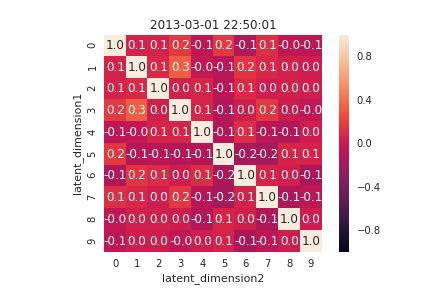 2013-03-01 22:50:01
0 1.0 0.1 0.1 0.2 -0.1 0.2 -0.1 0.1 -0.0 -0.1
1 0.1 1.0 0.1 0.3 -0.0 -0.1 0.2 0.1 0.0 0.0
2 0.1 0.1 1.0 0.0 0.1 -0.1 0.1 0.0 0.0 0.0
3 0.2 0.3 0.0 1.0 0.1 -0.1 0.0 0.2 0.0 -0.0
4 -0.1 -0.0 0.1 0.1 1.0 -0.1 0.1 -0.1 -0.1 0.0
5 0.2 -0.1 -0.1 -0.1 -0.1 1.0 -0.2 -0.2 0.1 0.1
6 -0.1 0.2 0.1 0.0 0.1 -0.2 1.0 0.1 0.0 -0.1
7 0.1 0.1 0.0 0.2 -0.1 -0.2 0.1 1.0 -0.1 -0.1
8 -0.0 0.0 0.0 0.0 -0.1 0.1 0.0 -0.1 1.0 0.0
9 -0.1 0.0 0.0 -0.0 0.0 0.1 -0.1 -0.1 0.0 1.0
0 1 2 3 4 5 6 7 8 9
latent_dimension2
latent_dimension1
0.8
0.4
0.0
-0.4
-0.8